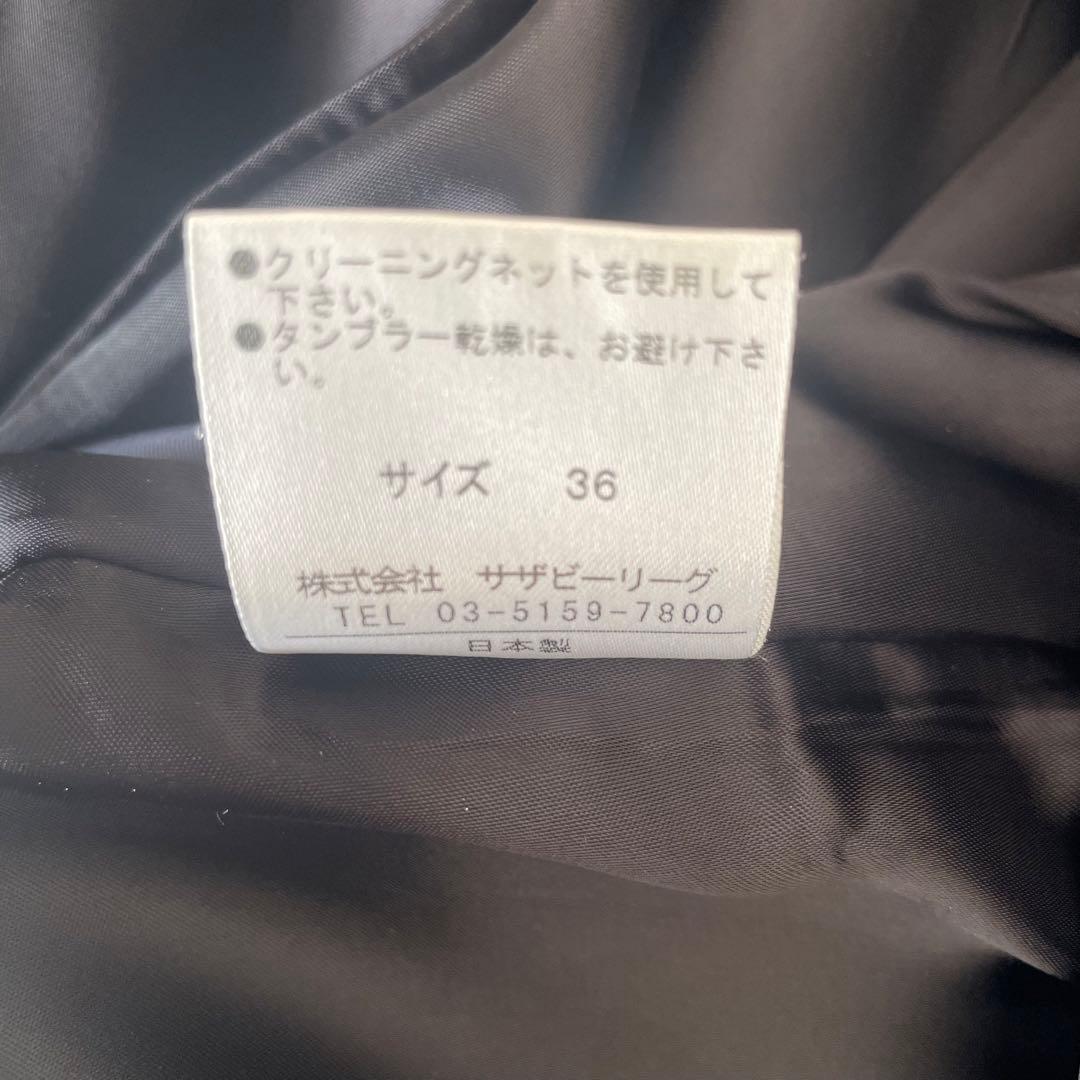 ●クリーニングネットを使用して
下さい。
●タンブラー乾燥は、お避け下さ
い。
サイズ 36
株式会社 サザビーリーグ
TEL 03-5159-7800
日本製